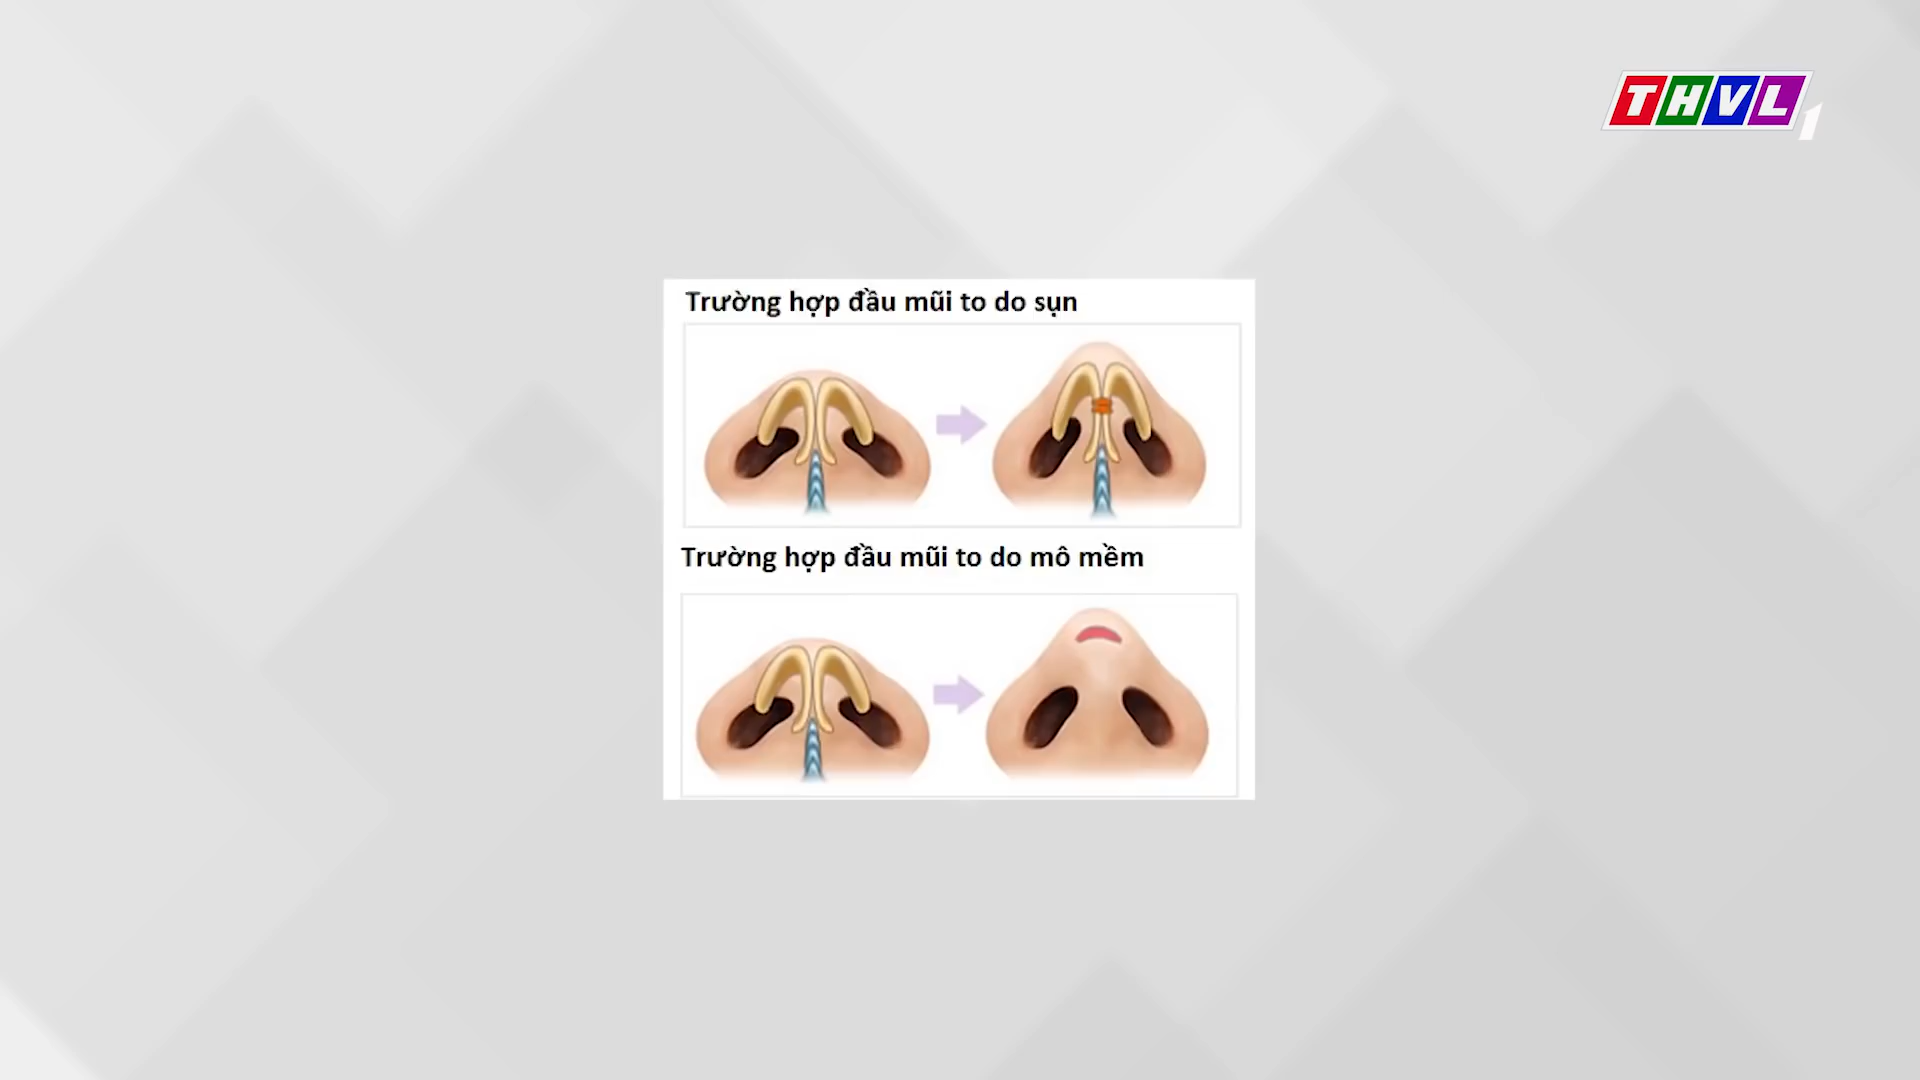 THVL1
Trường hợp đầu mũi to do sụn
Trường hợp đầu mũi to do mô mềm